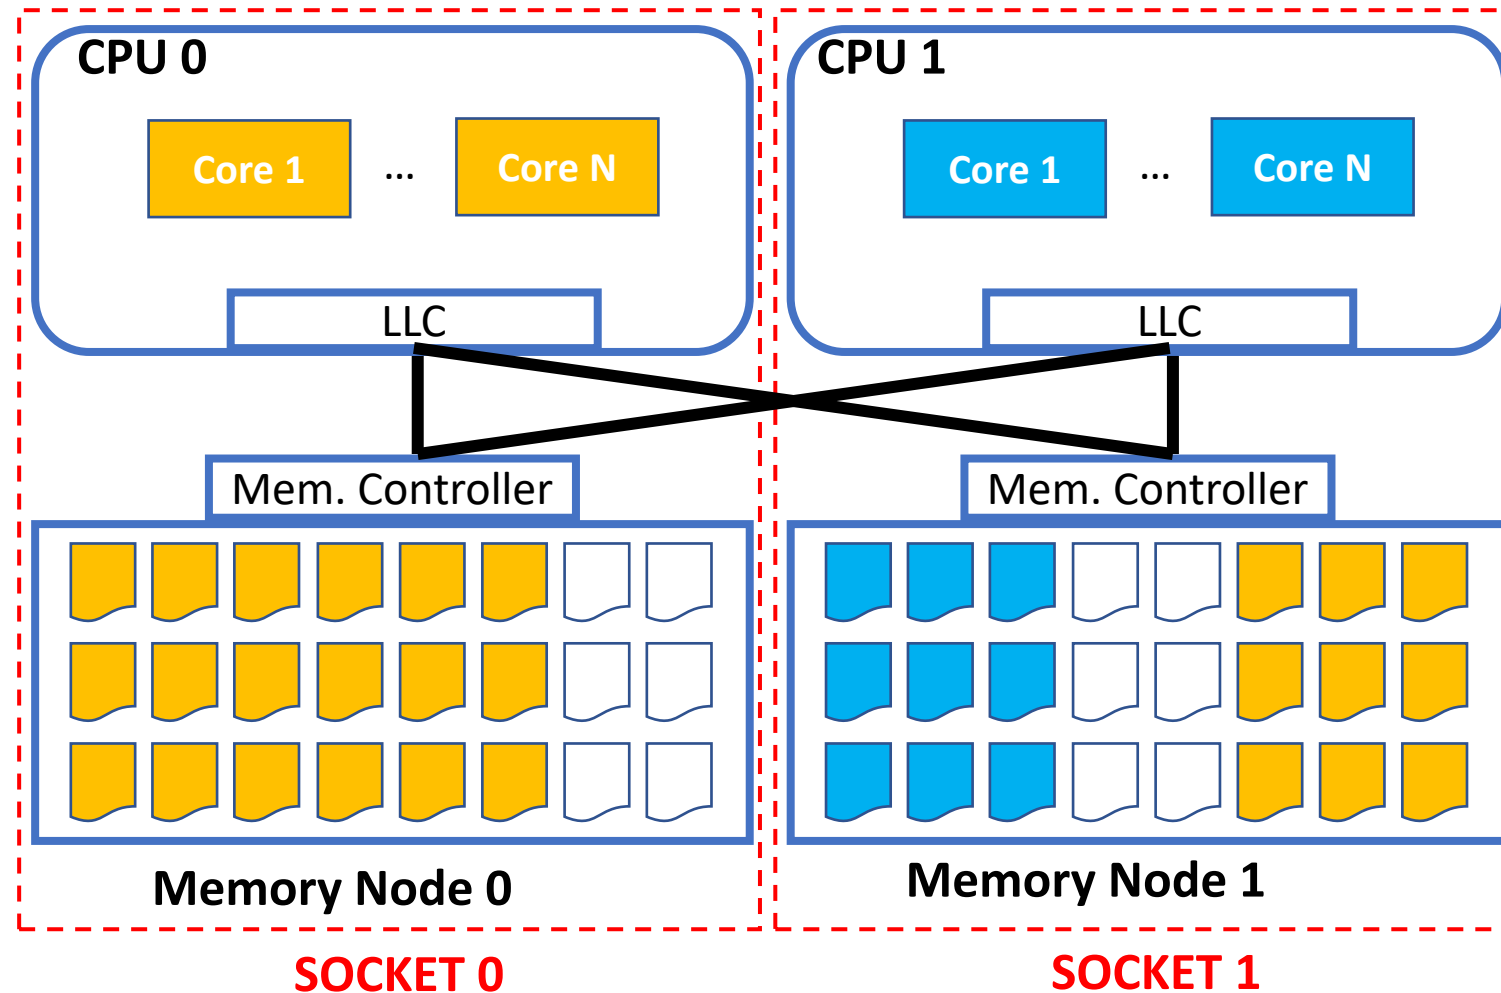 CPU 0
Core 1 ... Core N
LLC
Mem. Controller
Memory Node 0
SOCKET 0
CPU 1
Core 1 ... Core N
LLC
Mem. Controller
Memory Node 1
SOCKET 1